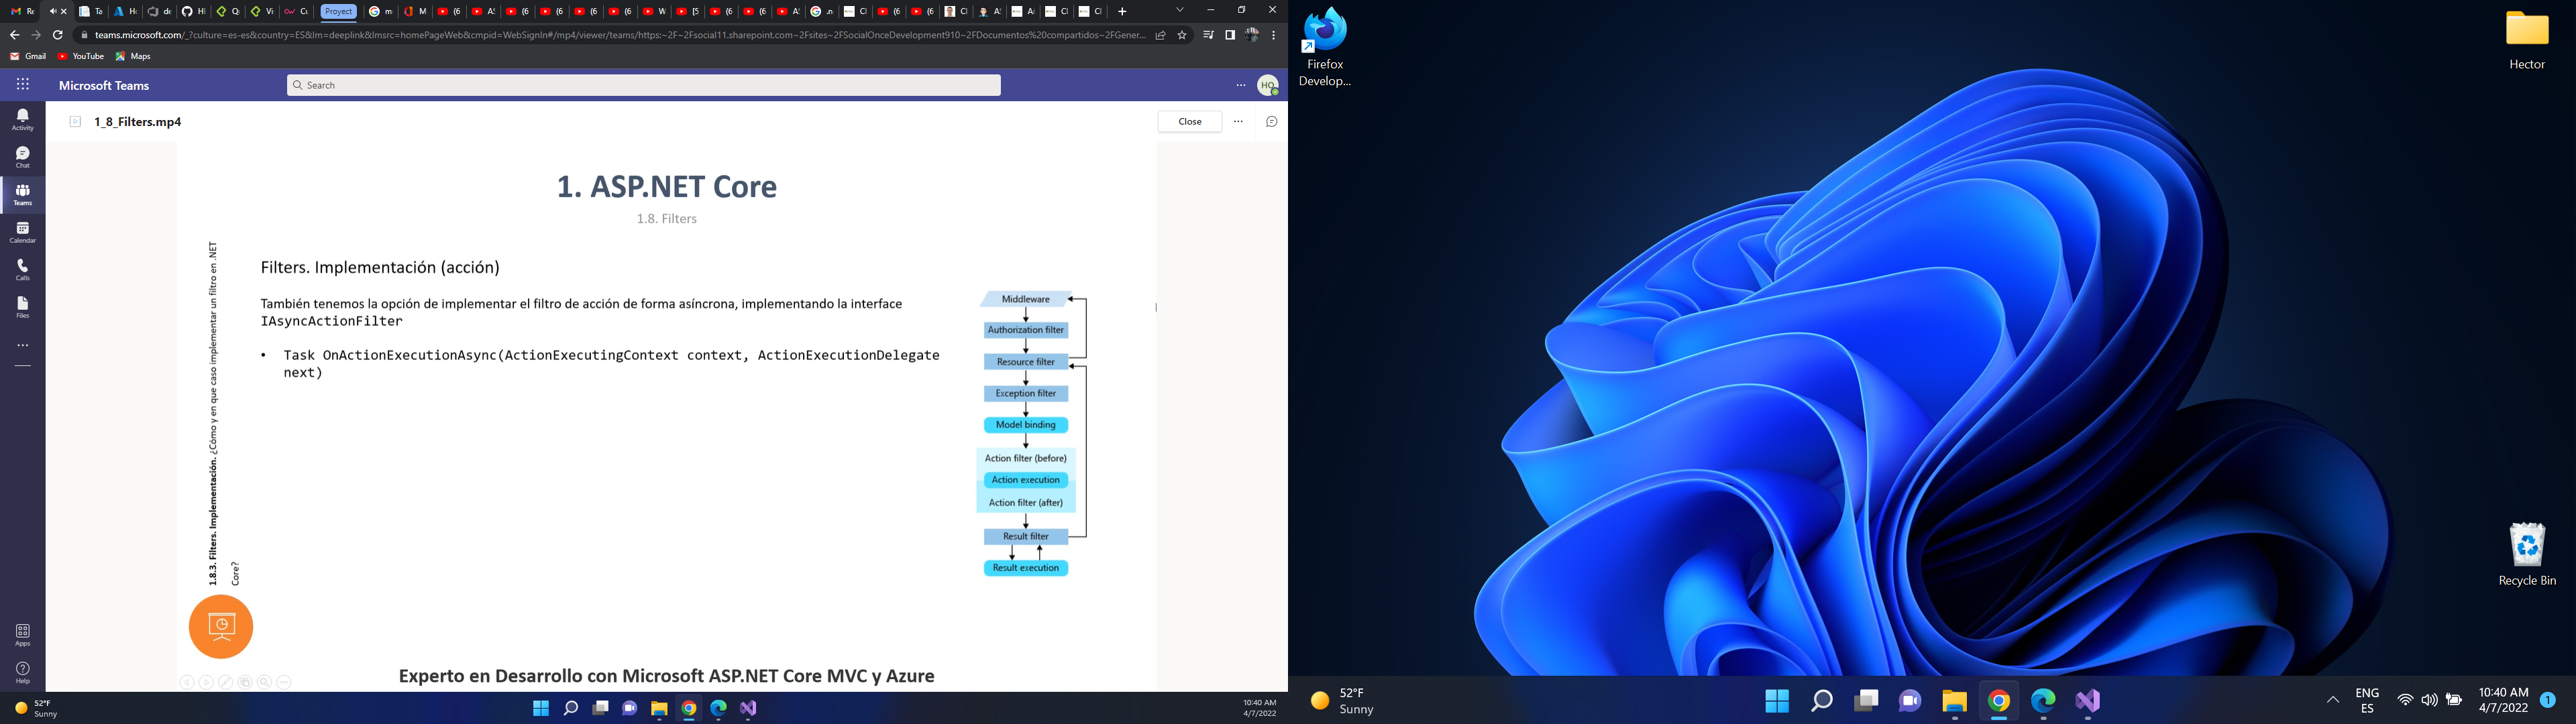 Proyect
teams.microsoft.com/_?culture=es-es&country=ES&lm=deeplink&lmsrc=homePageWeb&cmpid=WebSignIn#/mp4/viewer/teams/https:~2F~2Fsocial11.sharepoint.com~2Fsites~2FSocialOnceDevelopment910~2FDocumentos%20compartidos~2FGener...
Gmail
YouTube
Maps
Microsoft Teams
Search
HO
Activity
Chat
Teams
Calendar
Calls
Files
Apps
Help
1_8_Filters.mp4
Close
1. ASP.NET Core
1.8. Filters
1.8.3. Filters. Implementación. ¿Cómo y en que caso implementar un filtro en .NET
Core?
Filters. Implementación (acción)
También tenemos la opción de implementar el filtro de acción de forma asíncrona, implementando la interface
IAsyncActionFilter
• Task OnActionExecutionAsync(ActionExecutingContext context, ActionExecutionDelegate
next)
Middleware
Authorization filter
Resource filter
Exception filter
Model binding
Action filter (before)
Action execution
Action filter (after)
Result filter
Result execution
Experto en Desarrollo con Microsoft ASP.NET Core MVC y Azure
52°F
Sunny
10:40 AM
4/7/2022
Firefox
Develop...
Hector
Recycle Bin
52°F
Sunny
ENG
ES
10:40 AM
4/7/2022
1